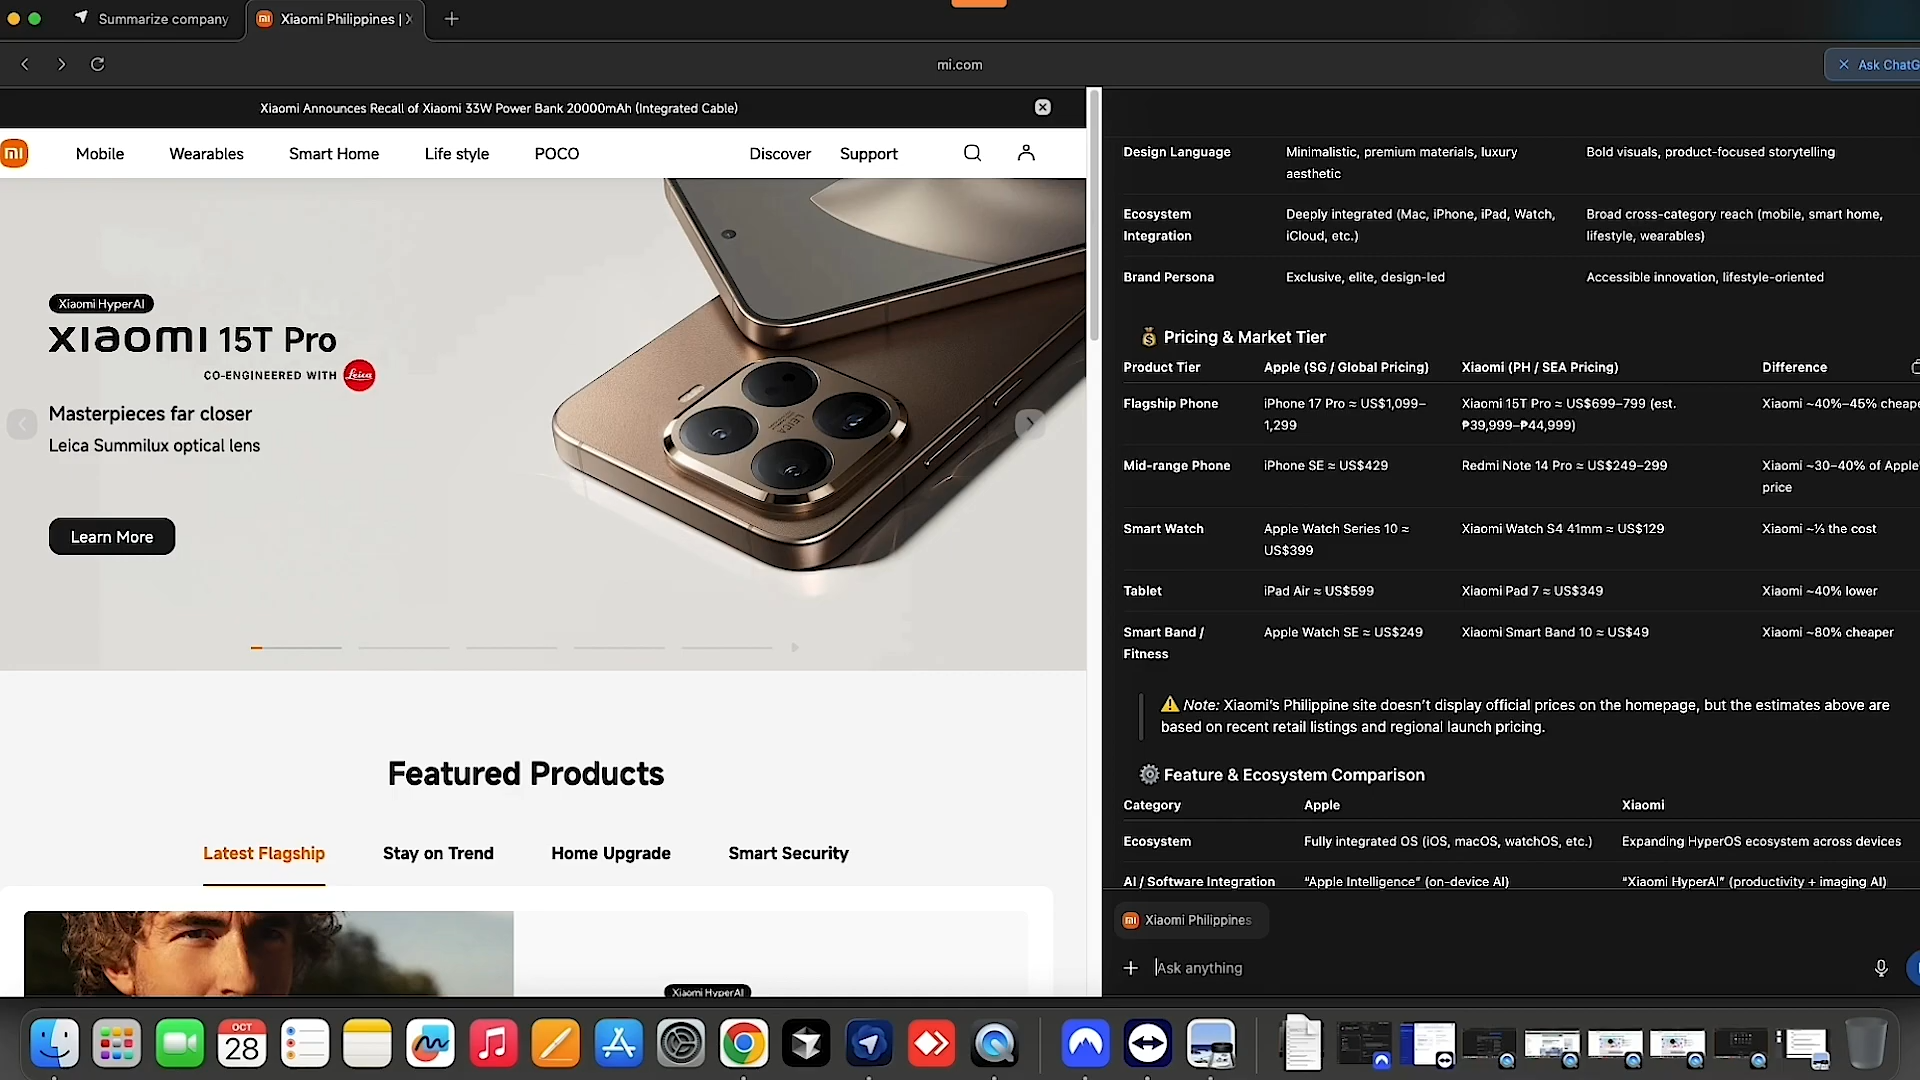 Summarize company
Xiaomi Philippines | X
mi.com
Ask ChatG
Xiaomi Announces Recall of Xiaomi 33W Power Bank 20000mAh (Integrated Cable)
Mobile
Wearables
Smart Home
Life style
POCO
Discover
Support
Xiaomi HyperAI
xiaomi 15T Pro
CO-ENGINEERED WITH Leica
Masterpieces far closer
Leica Summilux optical lens
Learn More
Featured Products
Latest Flagship
Stay on Trend
Home Upgrade
Smart Security
Xiaomi HyperAI
Design Language Minimalistic, premium materials, luxury Bold visuals, product-focused storytelling
aesthetic
Ecosystem Deeply integrated (Mac, iPhone, iPad, Watch, Broad cross-category reach (mobile, smart home,
Integration iCloud, etc.) lifestyle, wearables)
Brand Persona Exclusive, elite, design-led Accessible innovation, lifestyle-oriented
💰 Pricing & Market Tier
Product Tier Apple (SG / Global Pricing) Xiaomi (PH / SEA Pricing) Difference
Flagship Phone iPhone 17 Pro ≈ US$1,099– Xiaomi 15T Pro ≈ US$699–799 (est. Xiaomi ~40%–45% cheape
1,299 ₱39,999–₱44,999)
Mid-range Phone iPhone SE ≈ US$429 Redmi Note 14 Pro ≈ US$249–299 Xiaomi ~30–40% of Apple'
price
Smart Watch Apple Watch Series 10 ≈ Xiaomi Watch S4 41mm ≈ US$129 Xiaomi ~⅓ the cost
US$399
Tablet iPad Air ≈ US$599 Xiaomi Pad 7 ≈ US$349 Xiaomi ~40% lower
Smart Band / Apple Watch SE ≈ US$249 Xiaomi Smart Band 10 ≈ US$49 Xiaomi ~80% cheaper
Fitness
⚠️ Note: Xiaomi's Philippine site doesn't display official prices on the homepage, but the estimates above are
based on recent retail listings and regional launch pricing.
⚙️ Feature & Ecosystem Comparison
Category Apple Xiaomi
Ecosystem Fully integrated OS (iOS, macOS, watchOS, etc.) Expanding HyperOS ecosystem across devices
AI / Software Integration "Apple Intelligence" (on-device AI) "Xiaomi HyperAI" (productivity + imaging AI)
Xiaomi Philippines
Ask anything
OCT
28